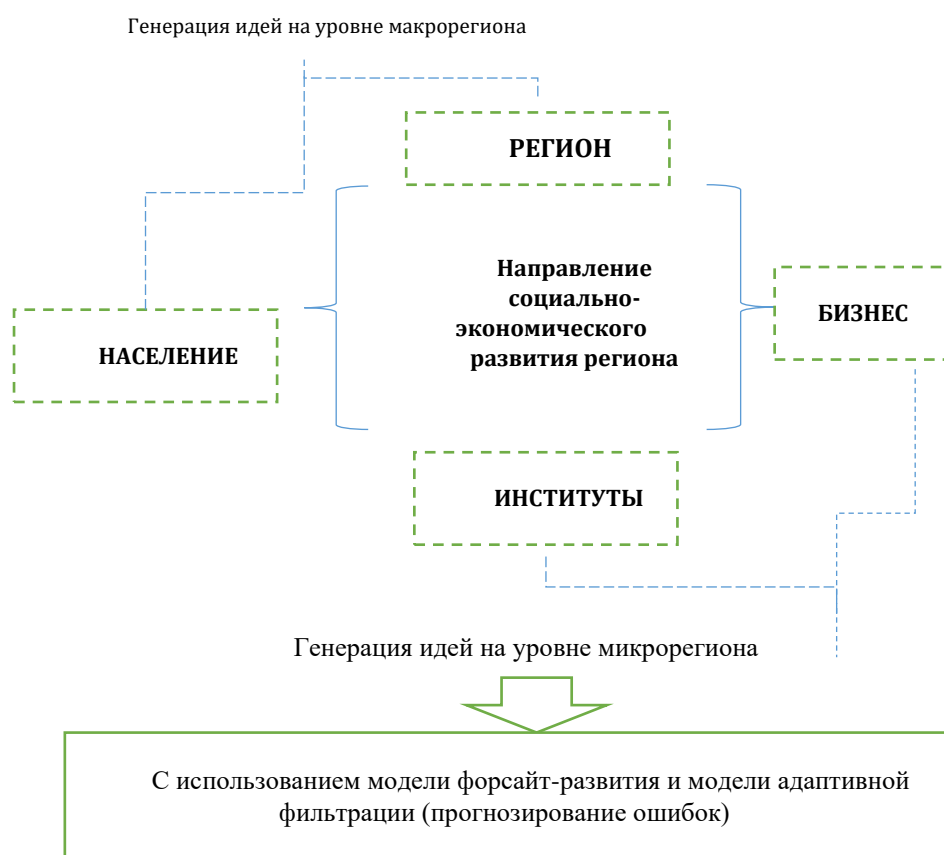 Генерация идей на уровне макрорегиона
РЕГИОН
Направление
социально-
экономического
развития региона
БИЗНЕС
НАСЕЛЕНИЕ
ИНСТИТУТЫ
Генерация идей на уровне микрорегиона
С использованием модели форсайт-развития и модели адаптивной
фильтрации (прогнозирование ошибок)